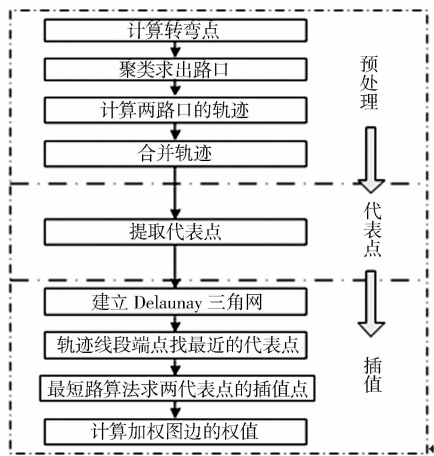 计算转弯点
聚类求出路口
计算两路口的轨迹
合并轨迹
预处理
提取代表点
代表点
建立 Delaunay 三角网
轨迹线段端点找最近的代表点
最短路算法求两代表点的插值点
计算加权图边的权值
插值